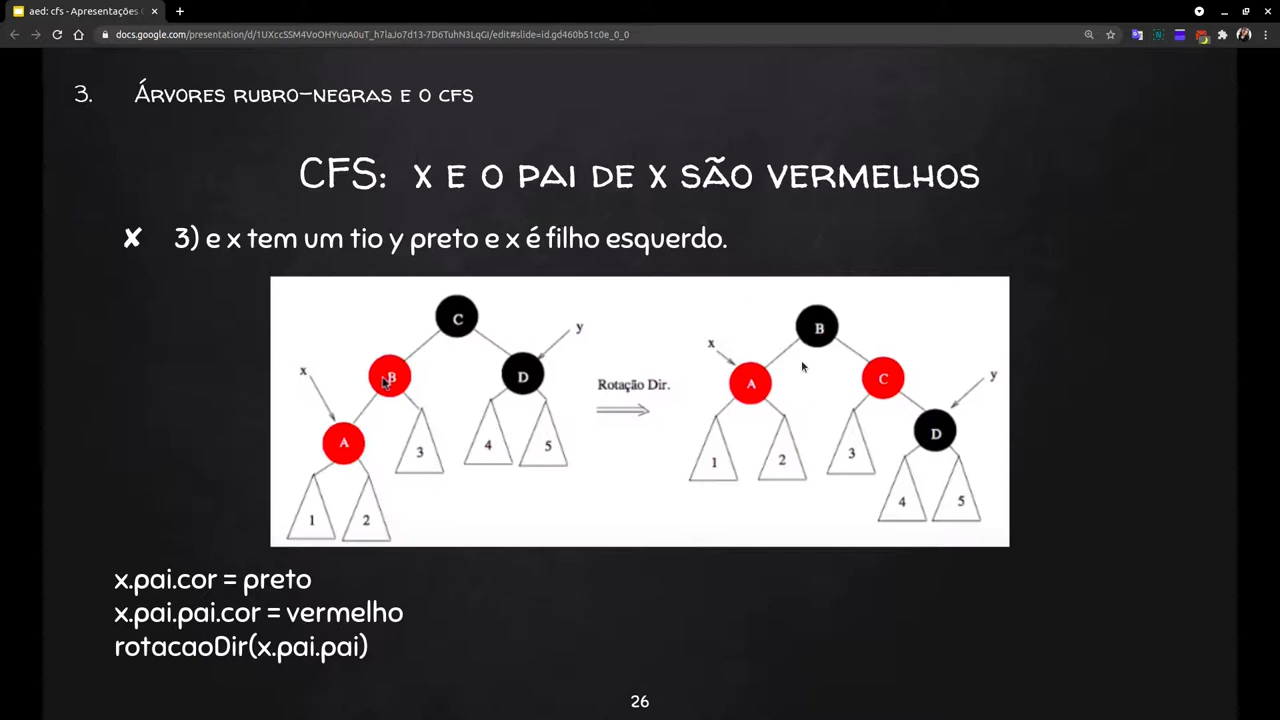 aed: cfs - Apresentações
docs.google.com/presentation/d/1UXccSSM4VoOHYuoA0uT_h7laJo7d13-7D6TuhN3LqGI/edit#slide=id.gd460b51c0e_0_0
3. Árvores rubro-negras e o cfs
CFS: x e o pai de x são vermelhos
✘ 3) e x tem um tio y preto e x é filho esquerdo.
C
y
x
B
D
A
3
4
5
1
2
Rotação Dir.
B
x
y
A
C
D
1
2
3
4
5
x.pai.cor = preto
x.pai.pai.cor = vermelho
rotacaoDir(x.pai.pai)
26